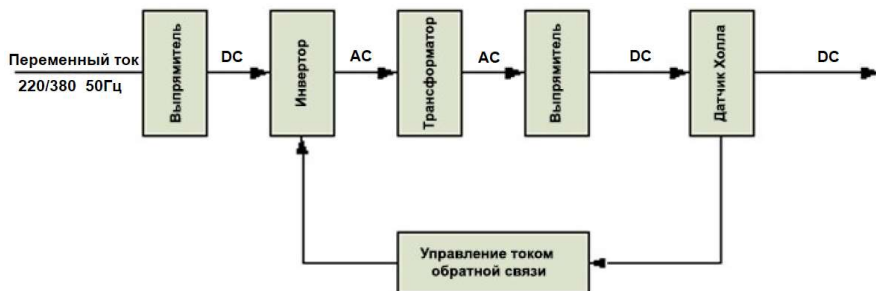 Переменный ток
220/380 50Гц
Выпрямитель
DC
Инвертор
AC
Трансформатор
AC
Выпрямитель
DC
Датчик Холла
DC
Управление током
обратной связи